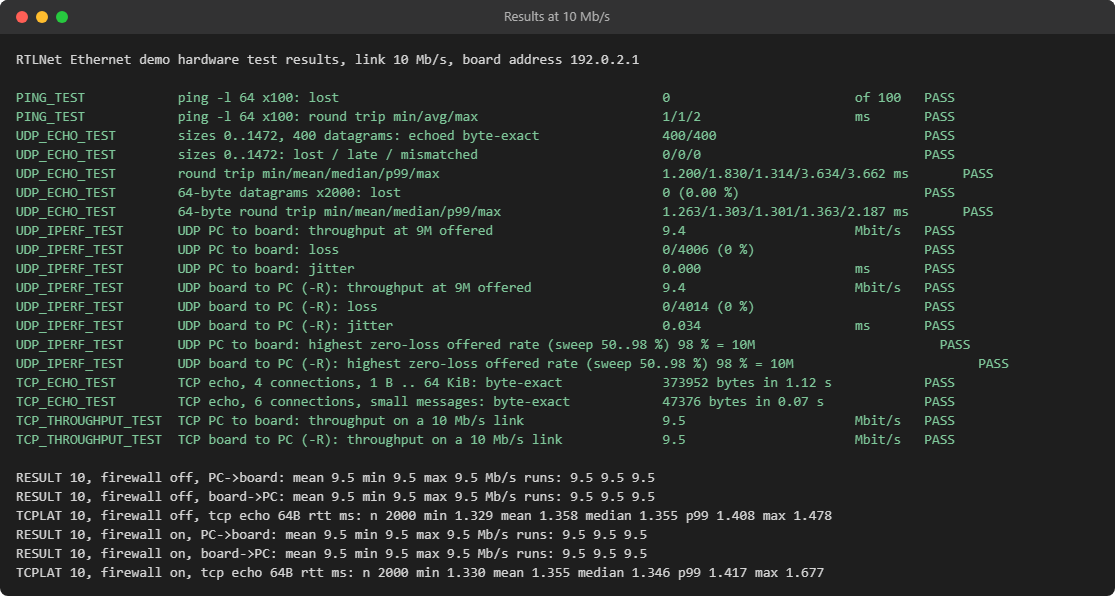 Results at 10 Mb/s
RTLNet Ethernet demo hardware test results, link 10 Mb/s, board address 192.0.2.1
PING_TEST ping -l 64 x100: lost 0 of 100 PASS
PING_TEST ping -l 64 x100: round trip min/avg/max 1/1/2 ms PASS
UDP_ECHO_TEST sizes 0..1472, 400 datagrams: echoed byte-exact 400/400 PASS
UDP_ECHO_TEST sizes 0..1472: lost / late / mismatched 0/0/0 PASS
UDP_ECHO_TEST round trip min/mean/median/p99/max 1.200/1.830/1.314/3.634/3.662 ms PASS
UDP_ECHO_TEST 64-byte datagrams x2000: lost 0 (0.00 %) PASS
UDP_ECHO_TEST 64-byte round trip min/mean/median/p99/max 1.263/1.303/1.301/1.363/2.187 ms PASS
UDP_IPERF_TEST UDP PC to board: throughput at 9M offered 9.4 Mbit/s PASS
UDP_IPERF_TEST UDP PC to board: loss 0/4006 (0 %) PASS
UDP_IPERF_TEST UDP PC to board: jitter 0.000 ms PASS
UDP_IPERF_TEST UDP board to PC (-R): throughput at 9M offered 9.4 Mbit/s PASS
UDP_IPERF_TEST UDP board to PC (-R): loss 0/4014 (0 %) PASS
UDP_IPERF_TEST UDP board to PC (-R): jitter 0.034 ms PASS
UDP_IPERF_TEST UDP PC to board: highest zero-loss offered rate (sweep 50..98 %) 98 % = 10M PASS
UDP_IPERF_TEST UDP board to PC (-R): highest zero-loss offered rate (sweep 50..98 %) 98 % = 10M PASS
TCP_ECHO_TEST TCP echo, 4 connections, 1 B .. 64 KiB: byte-exact 373952 bytes in 1.12 s PASS
TCP_ECHO_TEST TCP echo, 6 connections, small messages: byte-exact 47376 bytes in 0.07 s PASS
TCP_THROUGHPUT_TEST TCP PC to board: throughput on a 10 Mb/s link 9.5 Mbit/s PASS
TCP_THROUGHPUT_TEST TCP board to PC (-R): throughput on a 10 Mb/s link 9.5 Mbit/s PASS
RESULT 10, firewall off, PC->board: mean 9.5 min 9.5 max 9.5 Mb/s runs: 9.5 9.5 9.5
RESULT 10, firewall off, board->PC: mean 9.5 min 9.5 max 9.5 Mb/s runs: 9.5 9.5 9.5
TCPLAT 10, firewall off, tcp echo 64B rtt ms: n 2000 min 1.329 mean 1.358 median 1.355 p99 1.408 max 1.478
RESULT 10, firewall on, PC->board: mean 9.5 min 9.5 max 9.5 Mb/s runs: 9.5 9.5 9.5
RESULT 10, firewall on, board->PC: mean 9.5 min 9.5 max 9.5 Mb/s runs: 9.5 9.5 9.5
TCPLAT 10, firewall on, tcp echo 64B rtt ms: n 2000 min 1.330 mean 1.355 median 1.346 p99 1.417 max 1.677